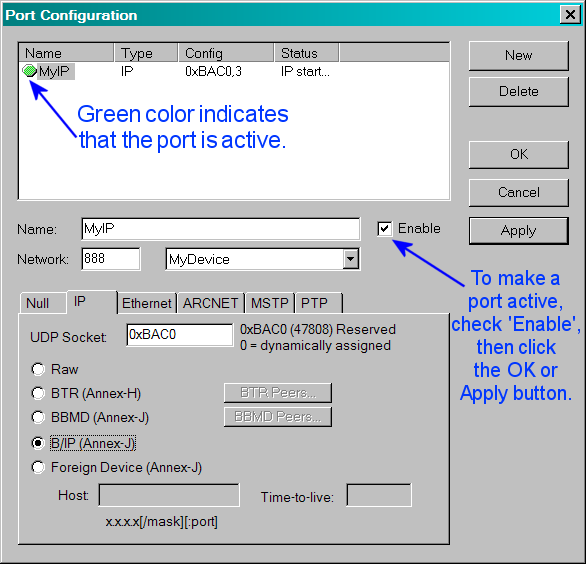 Port Configuration
Name Type Config Status
MyIP IP 0xBAC0,3 IP start...
Green color indicates
that the port is active.
New
Delete
OK
Cancel
Apply
Name: MyIP
Enable
Network: 888 MyDevice
To make a
port active,
check 'Enable',
then click
the OK or
Apply button.
Null IP Ethernet ARCNET MSTP PTP
UDP Socket: 0xBAC0 0xBAC0 (47808) Reserved
0 = dynamically assigned
Raw
BTR (Annex-H) BTR Peers...
BBMD (Annex-J) BBMD Peers...
B/IP (Annex-J)
Foreign Device (Annex-J)
Host: Time-to-live:
x.x.x.x[/mask][:port]